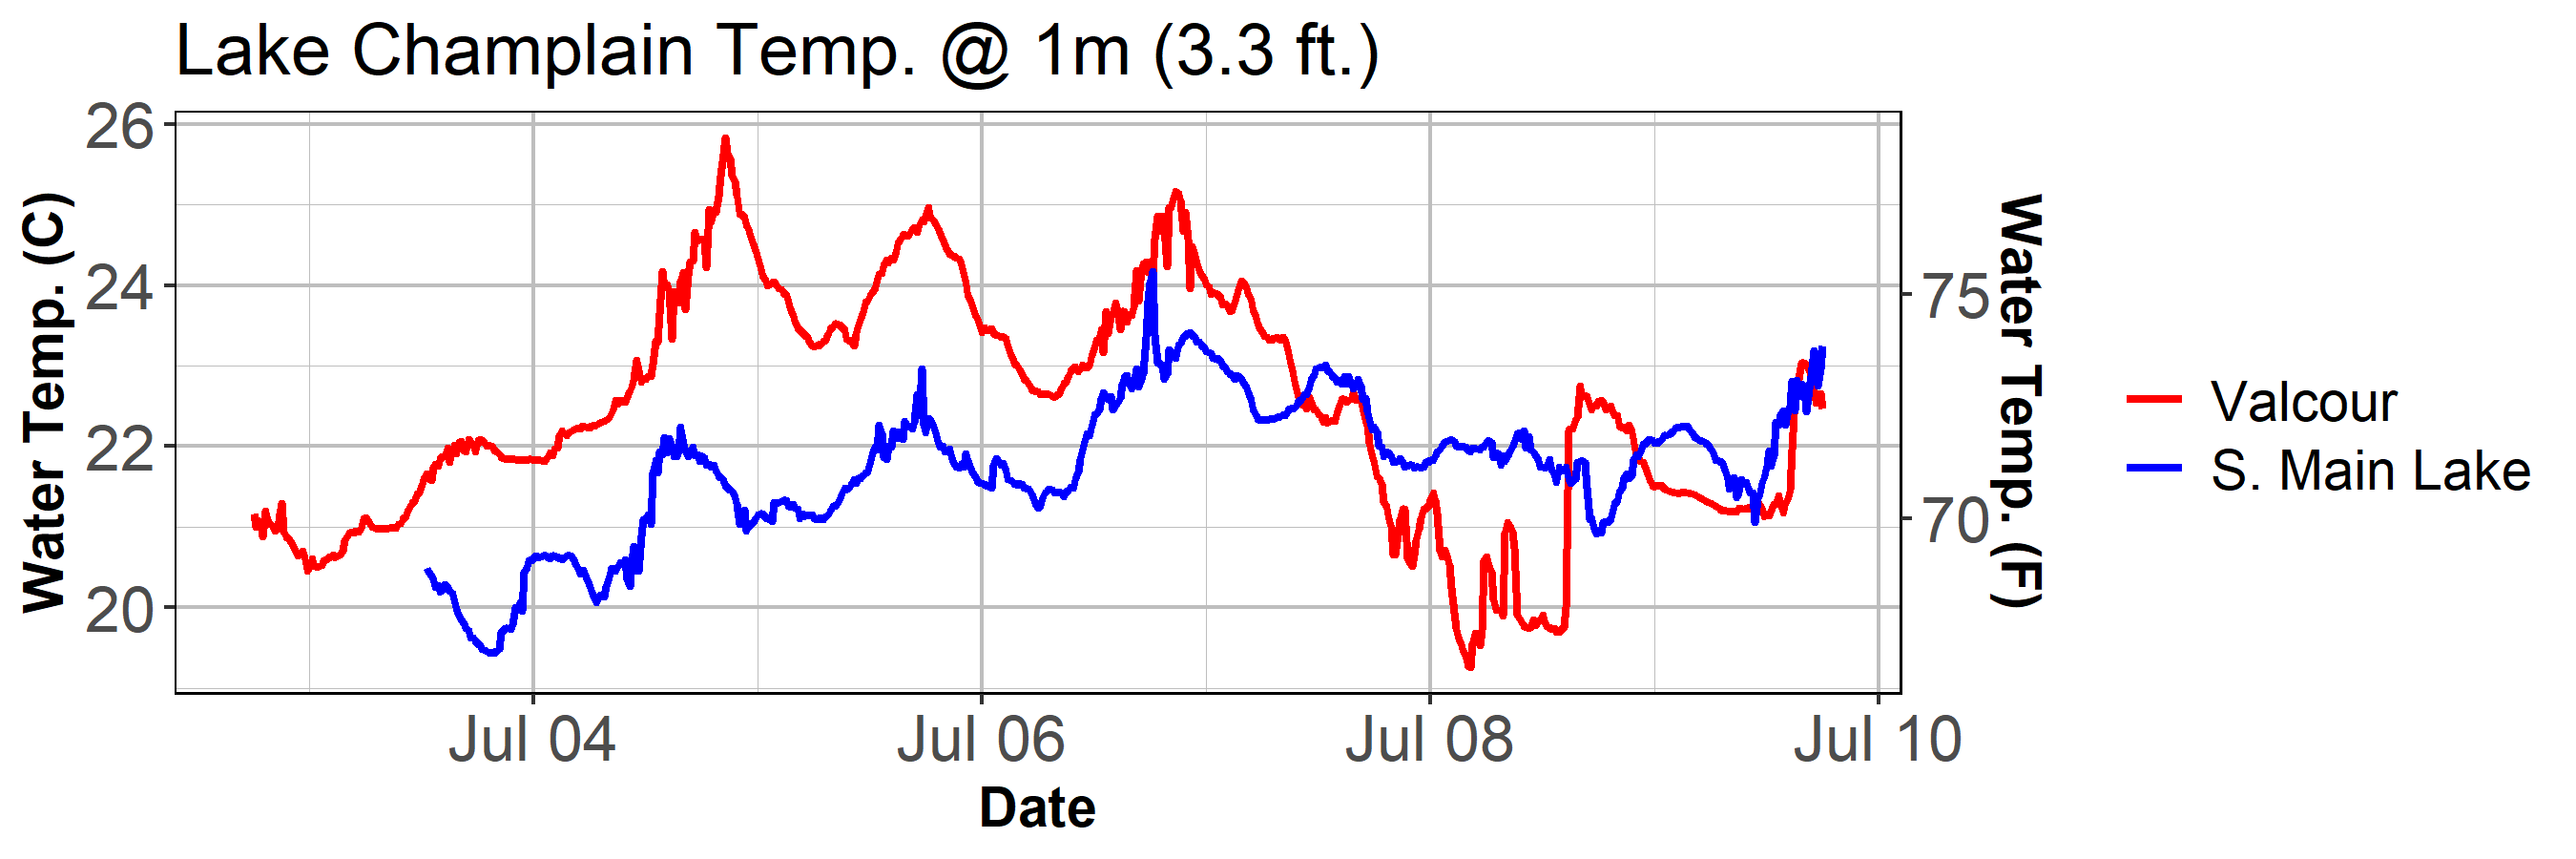 Lake Champlain Temp. @ 1m (3.3 ft.)
Water Temp. (C)
26
24
22
20
75
70
Water Temp. (F)
Jul 04
Jul 06
Jul 08
Jul 10
Date
Valcour
S. Main Lake